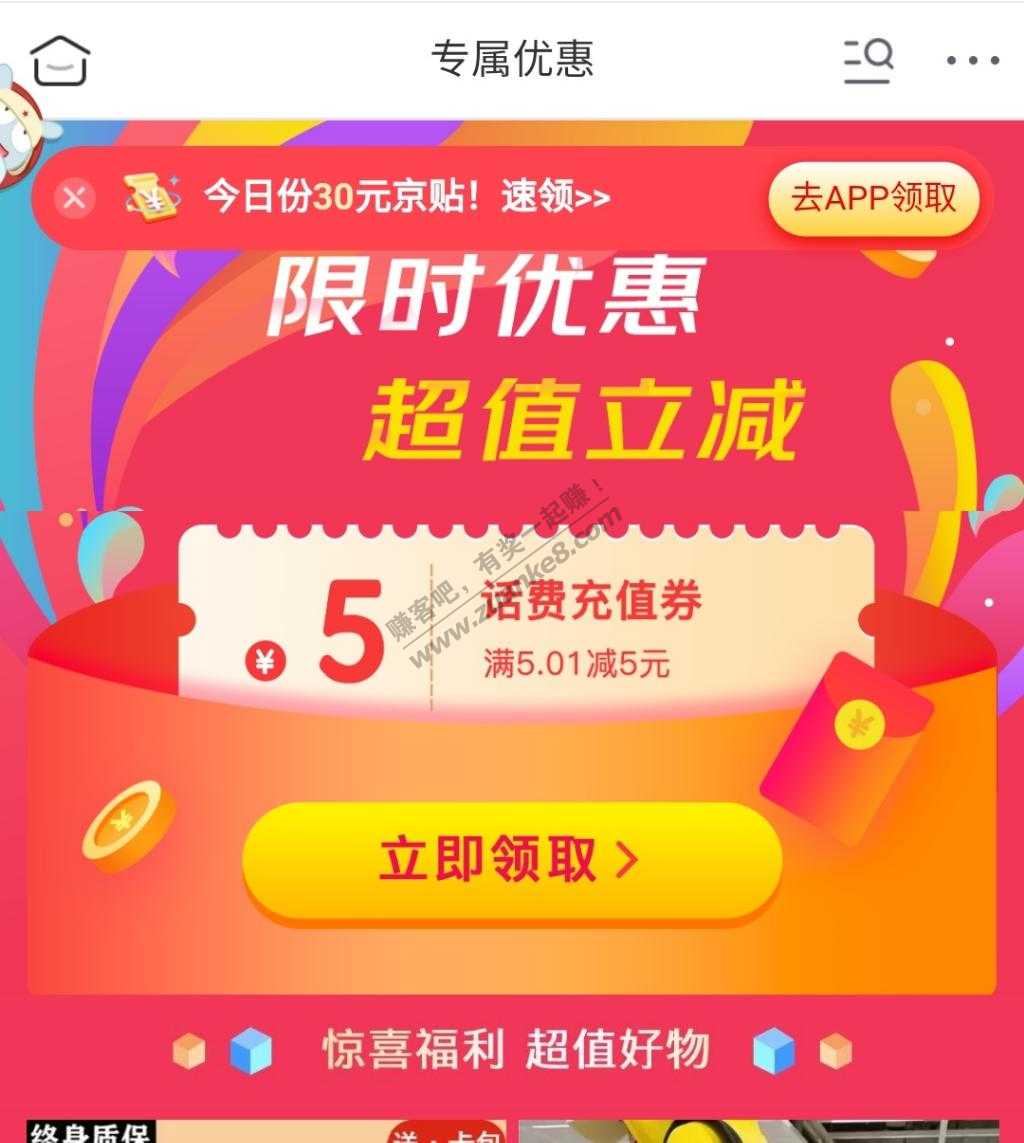 专属优惠
今日份30元京贴！速领>>
去APP领取
限时优惠
超值立减
赚客吧，有奖一起赚！
www.zuanke8.com
¥ 5
话费充值券
满5.01减5元
立即领取 >
惊喜福利 超值好物
终身质保
送·卡包